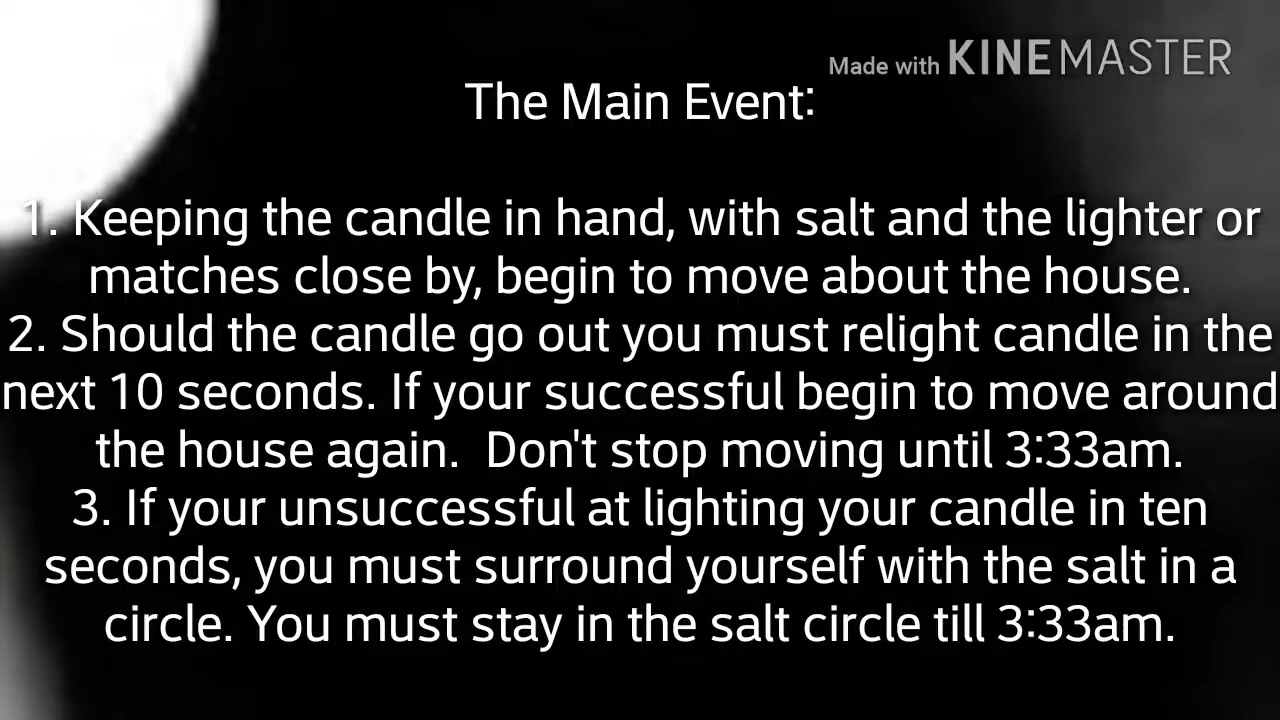 Made with KINEMASTER
The Main Event:
1. Keeping the candle in hand, with salt and the lighter or
matches close by, begin to move about the house.
2. Should the candle go out you must relight candle in the
next 10 seconds. If your successful begin to move around
the house again.  Don't stop moving until 3:33am.
3. If your unsuccessful at lighting your candle in ten
seconds, you must surround yourself with the salt in a
circle. You must stay in the salt circle till 3:33am.